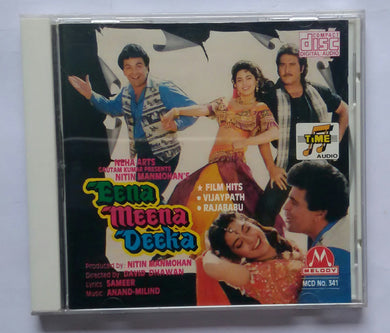 COMPACT
disc
DIGITAL AUDIO
TIME
AUDIO
NEHA ARTS
GAUTAM KUMAR PRESENTS
NITIN MANMOHAN'S
Eena
Meena
Deeka
★ FILM HITS
• VIJAYPATH
• RAJABABU
Produced by: NITIN MANMOHAN
Directed by: DAVID DHAWAN
Lyrics SAMEER
Music ANAND-MILIND
M
MELODY
MCD NO. 341